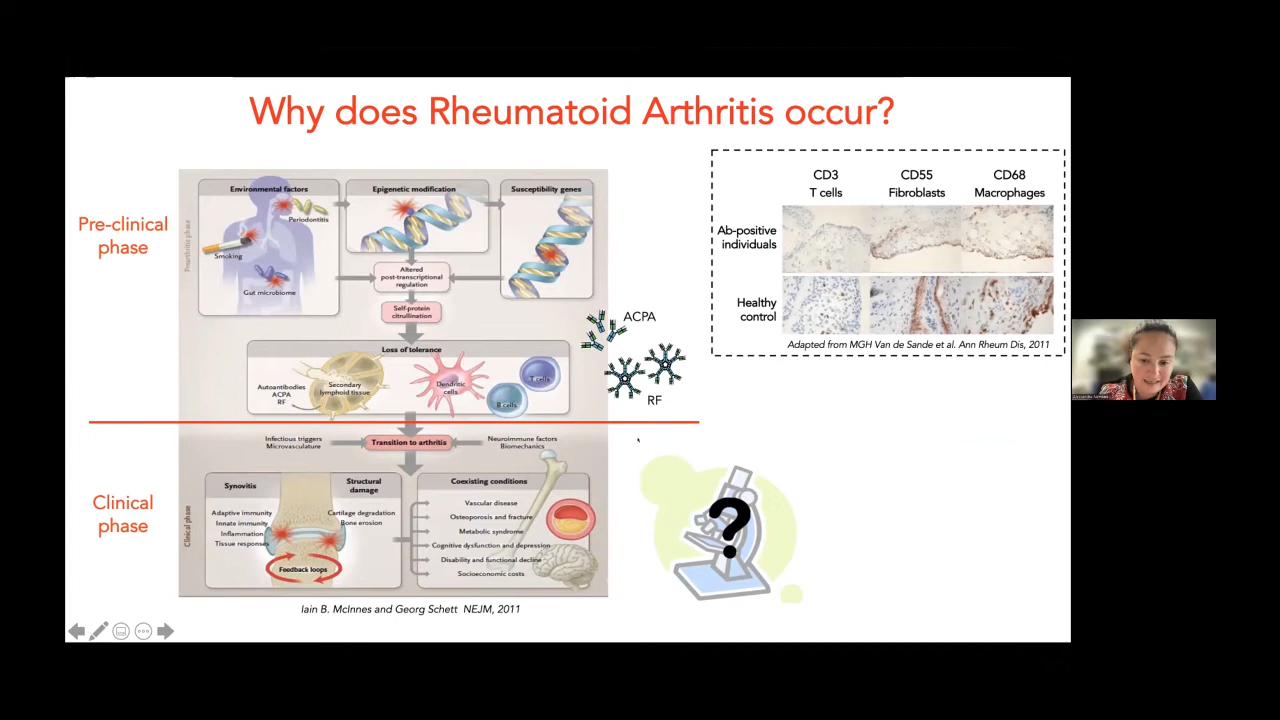 Why does Rheumatoid Arthritis occur?
Pre-clinical
phase
Prearthritic phase
Environmental factors
Periodontitis
Smoking
Gut microbiome
Epigenetic modification
Susceptibility genes
Altered
post-transcriptional
regulation
Self-protein
citrullination
Loss of tolerance
Autoantibodies
ACPA
RF
Secondary
lymphoid tissue
Dendritic
cells
T cells
B cells
ACPA
RF
CD3
T cells
CD55
Fibroblasts
CD68
Macrophages
Ab-positive
individuals
Healthy
control
Adapted from MGH Van de Sande et al. Ann Rheum Dis, 2011
Clinical
phase
Clinical phase
Infectious triggers
Microvasculature
Transition to arthritis
Neuroimmune factors
Biomechanics
Synovitis
Adaptive immunity
Innate immunity
Inflammation
Tissue responses
Structural
damage
Cartilage degradation
Bone erosion
Feedback loops
Coexisting conditions
Vascular disease
Osteoporosis and fracture
Metabolic syndrome
Cognitive dysfunction and depression
Disability and functional decline
Socioeconomic costs
?
Iain B. McInnes and Georg Schett NEJM, 2011